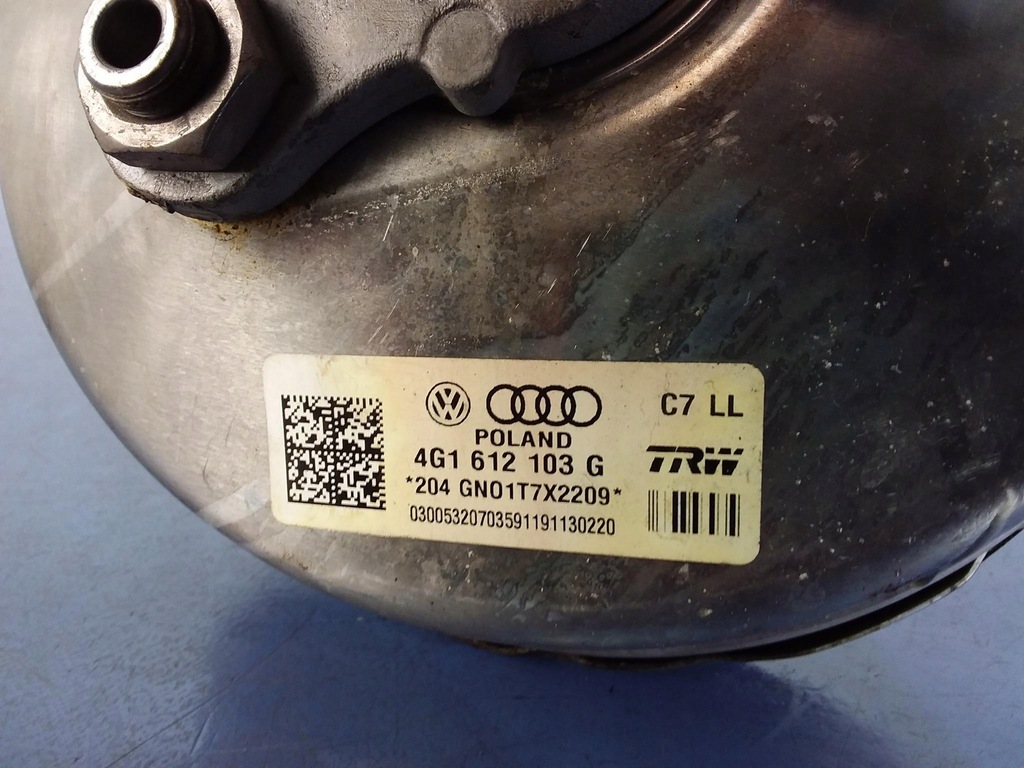 C7 LL
POLAND
4G1 612 103 G
TRW
*204 GN01T7X2209*
03005320703591191130220